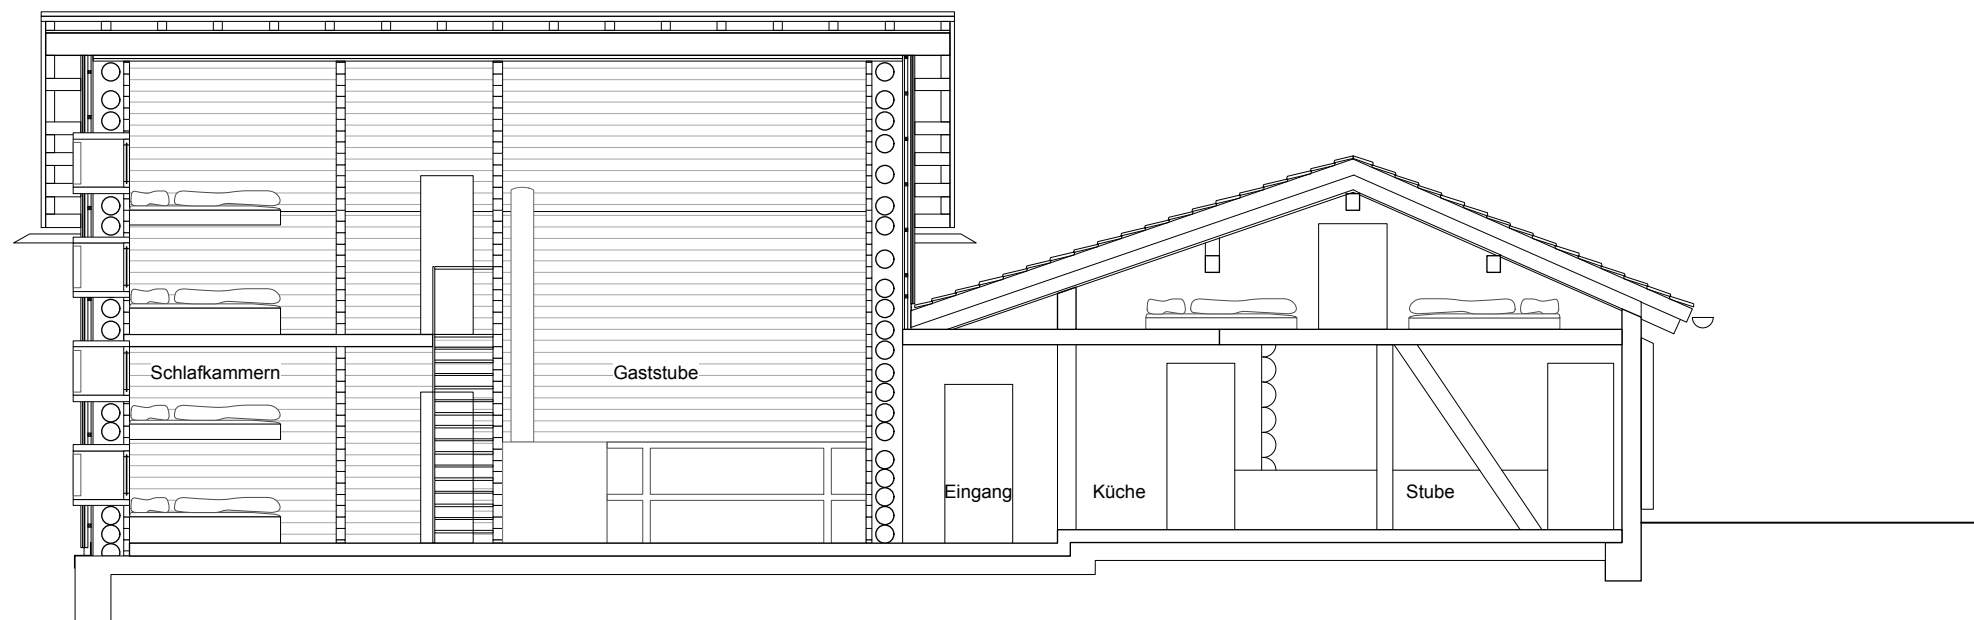 Schlafkammern
Gaststube
Eingang
Küche
Stube